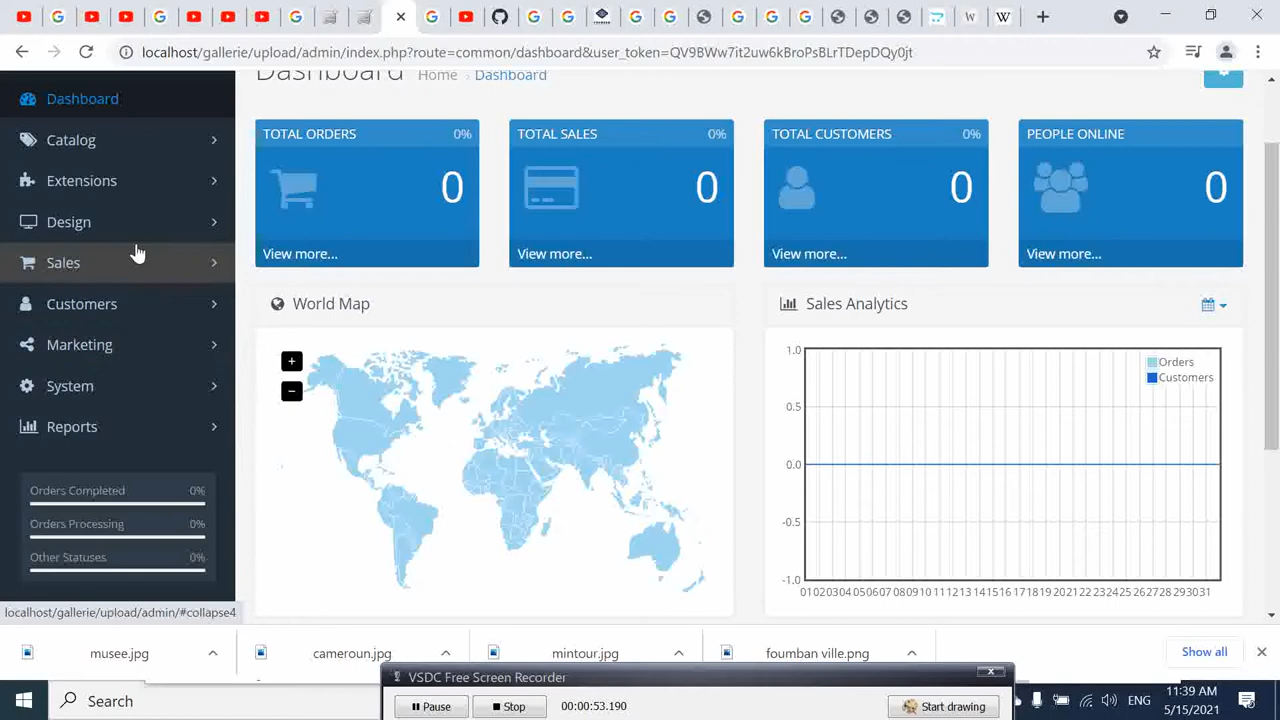 localhost/gallerie/upload/admin/index.php?route=common/dashboard&user_token=QV9BWw7it2uw6kBroPsBLrTDepDQy0jt
Dashboard
Home › Dashboard
Dashboard
Catalog
Extensions
Design
Sales
Customers
Marketing
System
Reports
Orders Completed 0%
Orders Processing 0%
Other Statuses 0%
TOTAL ORDERS 0%
0
View more...
TOTAL SALES 0%
0
View more...
TOTAL CUSTOMERS 0%
0
View more...
PEOPLE ONLINE
0
View more...
World Map
+
−
Sales Analytics
1.0
0.5
0.0
-0.5
-1.0
Orders
Customers
01 02 03 04 05 06 07 08 09 10 11 12 13 14 15 16 17 18 19 20 21 22 23 24 25 26 27 28 29 30 31
localhost/gallerie/upload/admin/#collapse4
musee.jpg
cameroun.jpg
mintour.jpg
foumban ville.png
Show all
VSDC Free Screen Recorder
Pause
Stop
00:00:53.190
Start drawing
Search
ENG
11:39 AM
5/15/2021